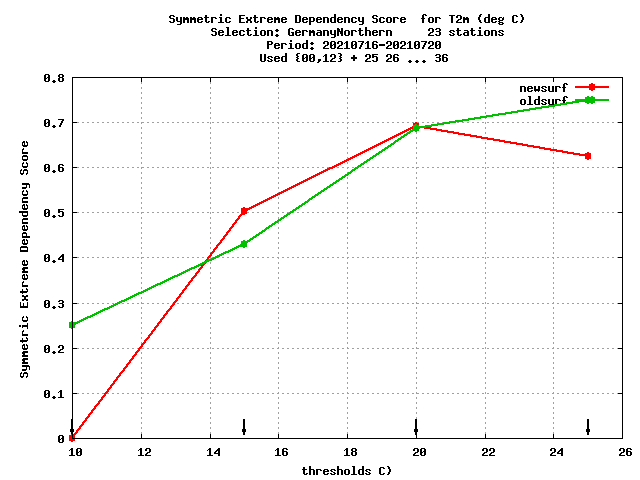 Symmetric Extreme Dependency Score  for T2m (deg C)
Selection: GermanyNorthern     23 stations
Period: 20210716-20210720
Used {00,12} + 25 26 ... 36
newsurf
oldsurf
Symmetric Extreme Dependency Score
0.8
0.7
0.6
0.5
0.4
0.3
0.2
0.1
0
10 12 14 16 18 20 22 24 26
thresholds C)